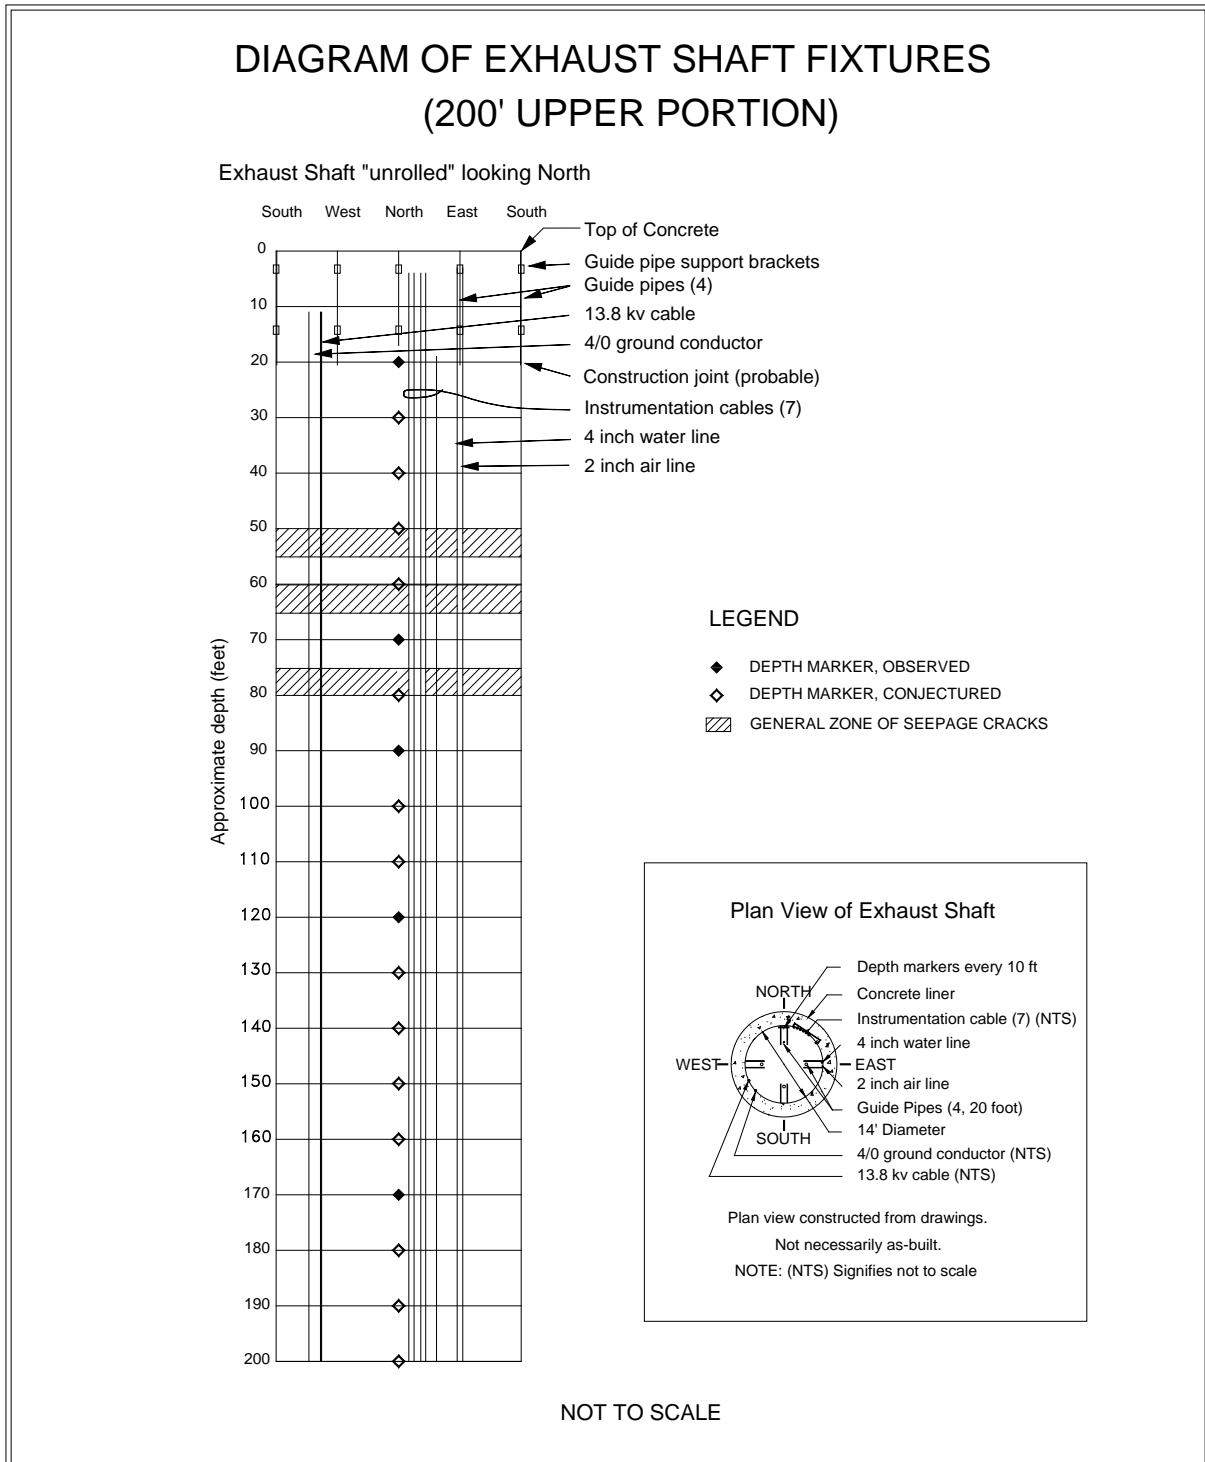 DIAGRAM OF EXHAUST SHAFT FIXTURES
(200' UPPER PORTION)
Exhaust Shaft "unrolled" looking North
South West North East South
Top of Concrete
Guide pipe support brackets
Guide pipes (4)
13.8 kv cable
4/0 ground conductor
Construction joint (probable)
Instrumentation cables (7)
4 inch water line
2 inch air line
0
10
20
30
40
50
60
70
80
90
100
110
120
130
140
150
160
170
180
190
200
Approximate depth (feet)
LEGEND
DEPTH MARKER, OBSERVED
DEPTH MARKER, CONJECTURED
GENERAL ZONE OF SEEPAGE CRACKS
Plan View of Exhaust Shaft
NORTH
WEST
EAST
SOUTH
Depth markers every 10 ft
Concrete liner
Instrumentation cable (7) (NTS)
4 inch water line
2 inch air line
Guide Pipes (4, 20 foot)
14' Diameter
4/0 ground conductor (NTS)
13.8 kv cable (NTS)
Plan view constructed from drawings.
Not necessarily as-built.
NOTE: (NTS) Signifies not to scale
NOT TO SCALE